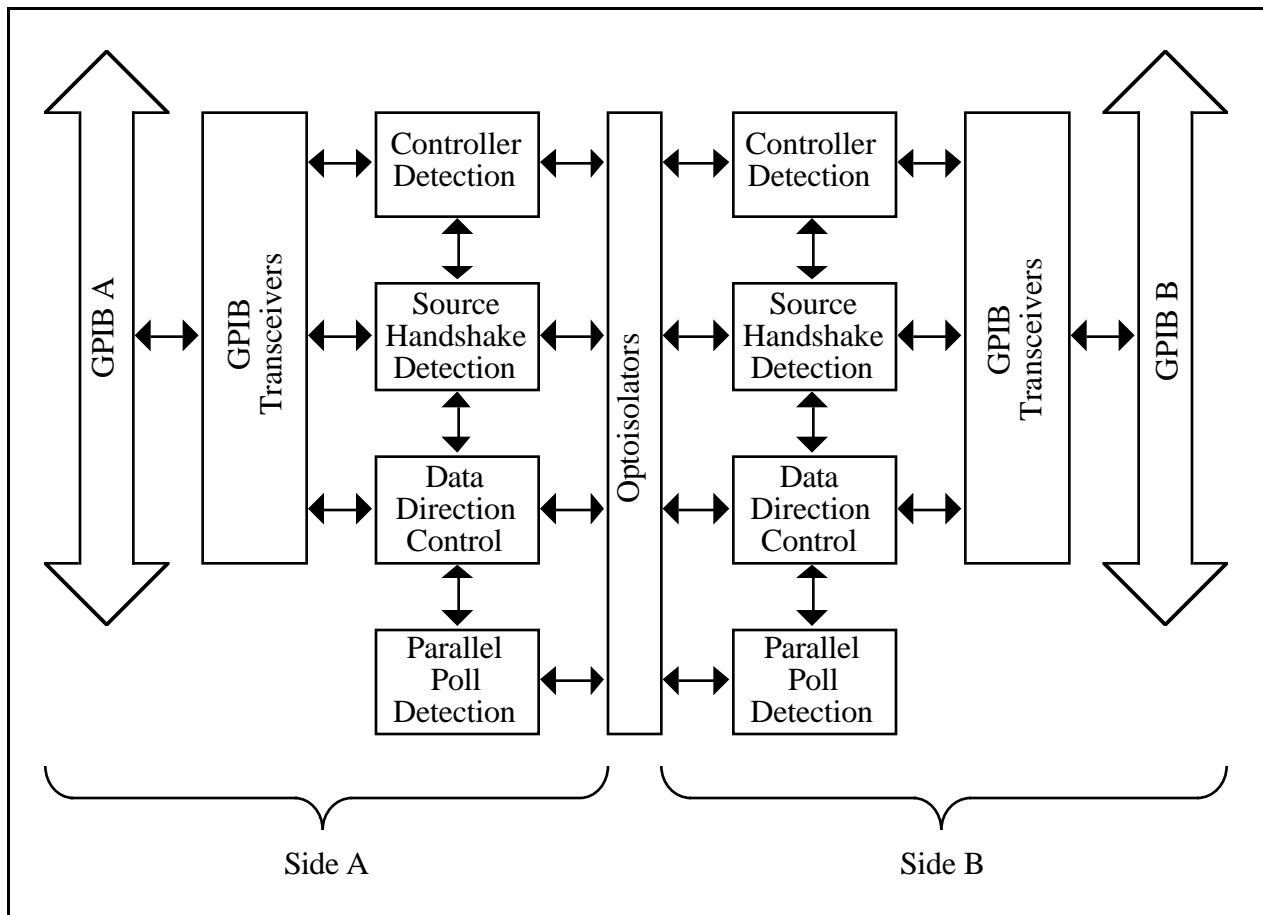 GPIB A
GPIB
Transceivers
Controller
Detection
Source
Handshake
Detection
Data
Direction
Control
Parallel
Poll
Detection
Optoisolators
Controller
Detection
Source
Handshake
Detection
Data
Direction
Control
Parallel
Poll
Detection
GPIB
Transceivers
GPIB B
Side A
Side B